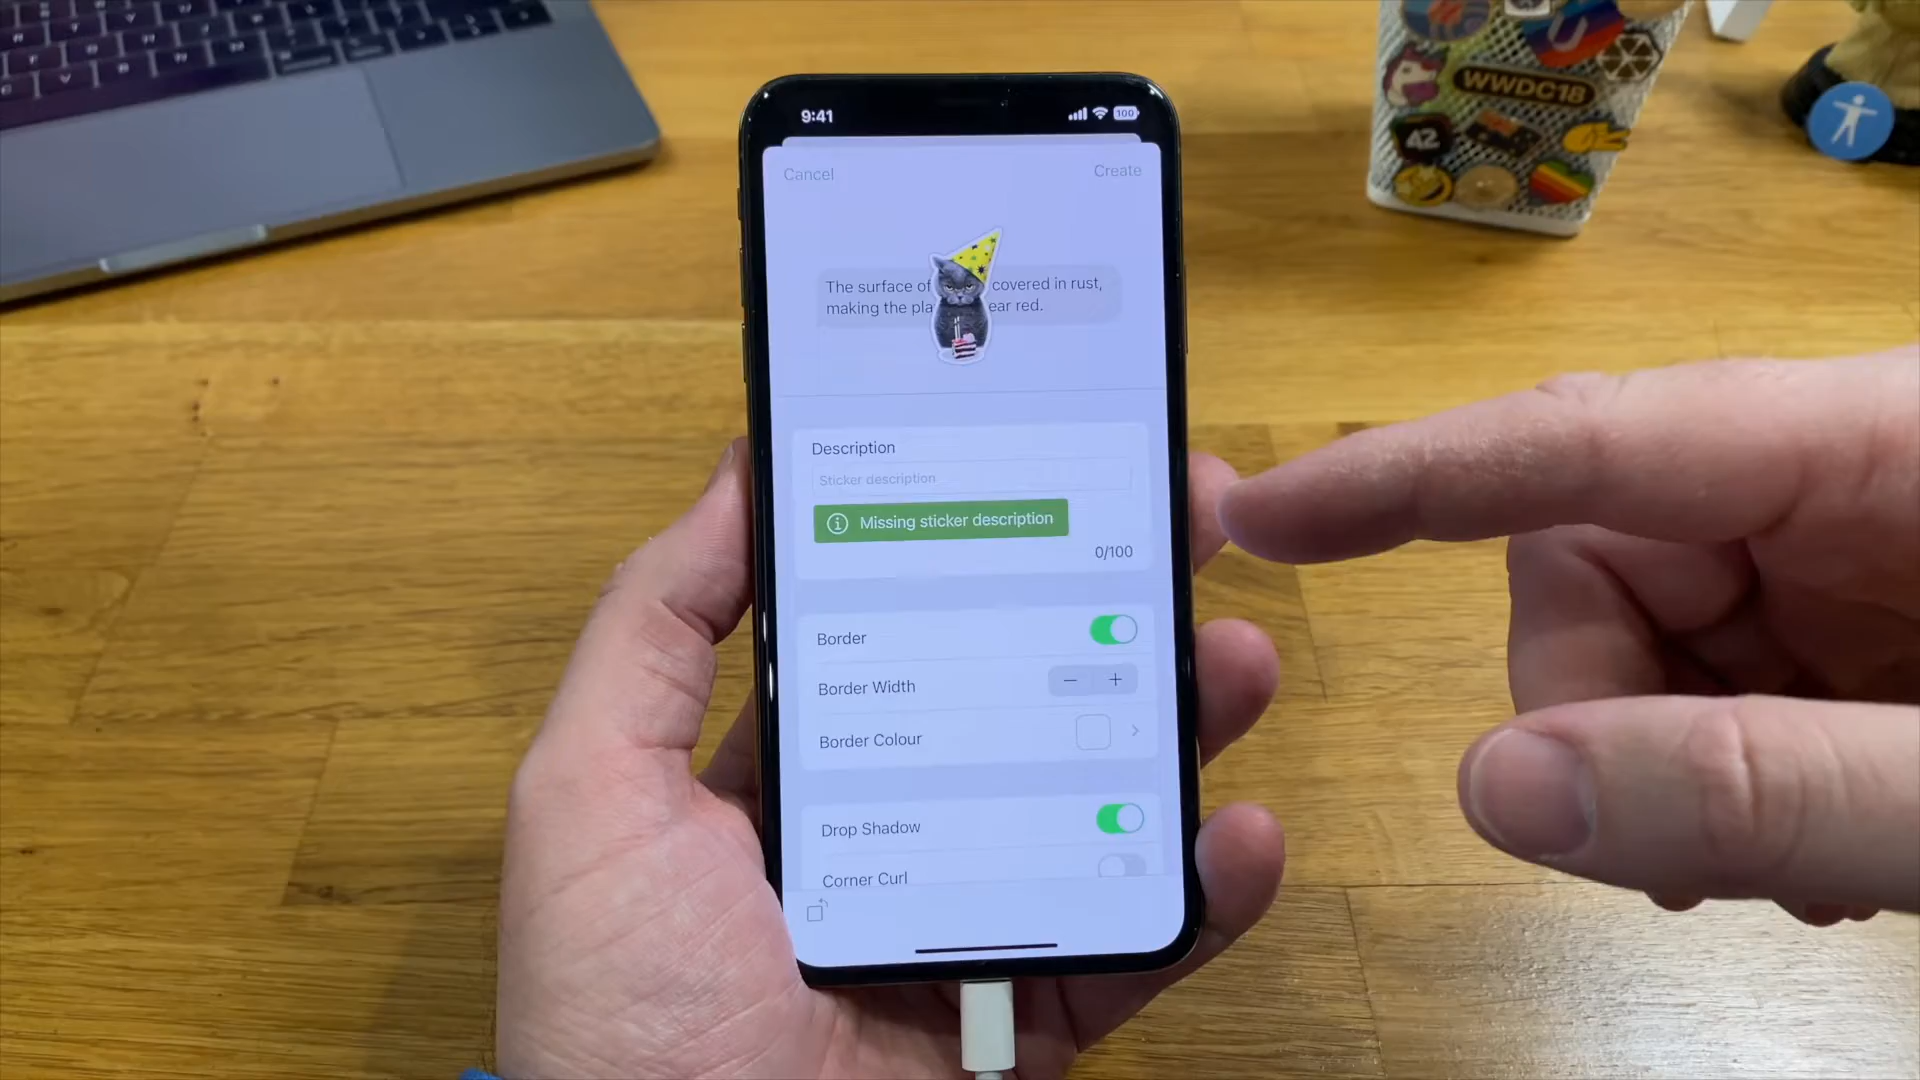 9:41
100
Cancel
Create
The surface of covered in rust,
making the pla ear red.
Description
Sticker description
Missing sticker description
0/100
Border
Border Width
Border Colour
Drop Shadow
Corner Curl
WWDC18
A2